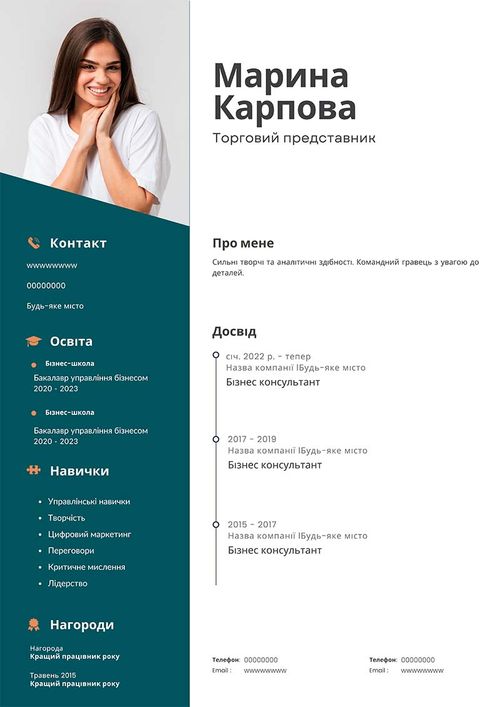 Марина
Карпова
Торговий представник
Контакт
wwwwwwww
00000000
Будь-яке місто
Освіта
Бізнес-школа
Бакалавр управління бізнесом
2020 - 2023
Бізнес-школа
Бакалавр управління бізнесом
2020 - 2023
Навички
Управлінські навички
Творчість
Цифровий маркетинг
Переговори
Критичне мислення
Лідерство
Нагороди
Нагорода
Кращий працівник року
Травень 2015
Кращий працівник року
Про мене
Сильні творчі та аналітичні здібності. Командний гравець з увагою до
деталей.
Досвід
січ. 2022 р. - тепер
Назва компанії |Будь-яке місто
Бізнес консультант
2017 - 2019
Назва компанії |Будь-яке місто
Бізнес консультант
2015 - 2017
Назва компанії |Будь-яке місто
Бізнес консультант
Телефон: 00000000
Email : wwwwwwww
Телефон: 00000000
Email : wwwwwwww